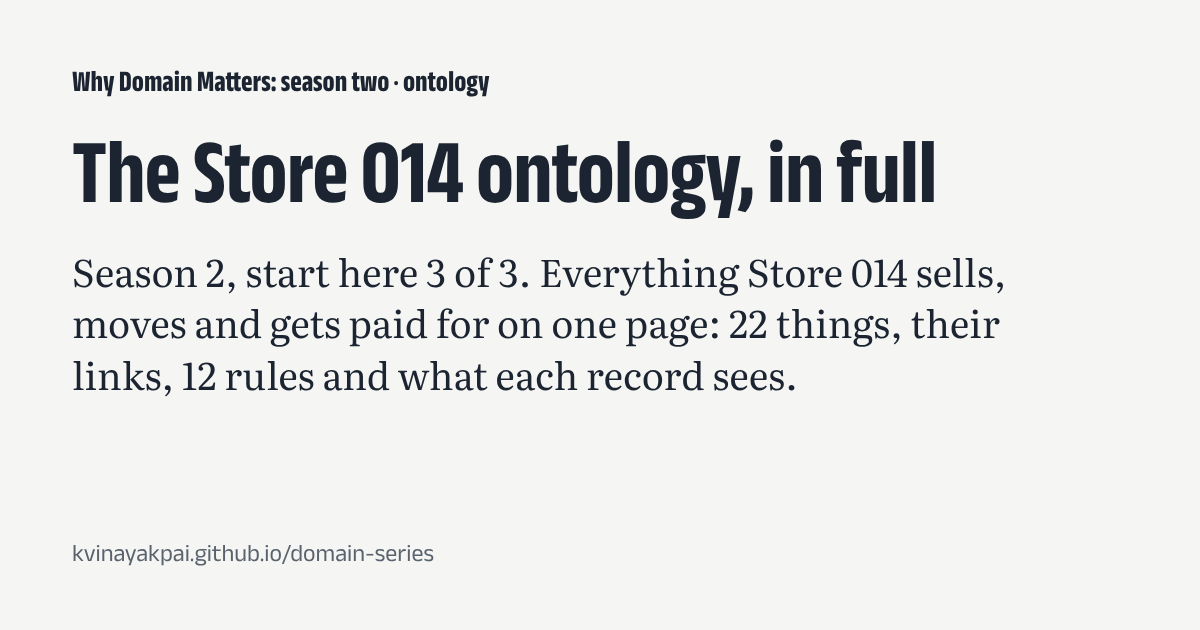 Why Domain Matters: season two · ontology
The Store 014 ontology, in full
Season 2, start here 3 of 3. Everything Store 014 sells,
moves and gets paid for on one page: 22 things, their
links, 12 rules and what each record sees.
kvinayakpai.github.io/domain-series